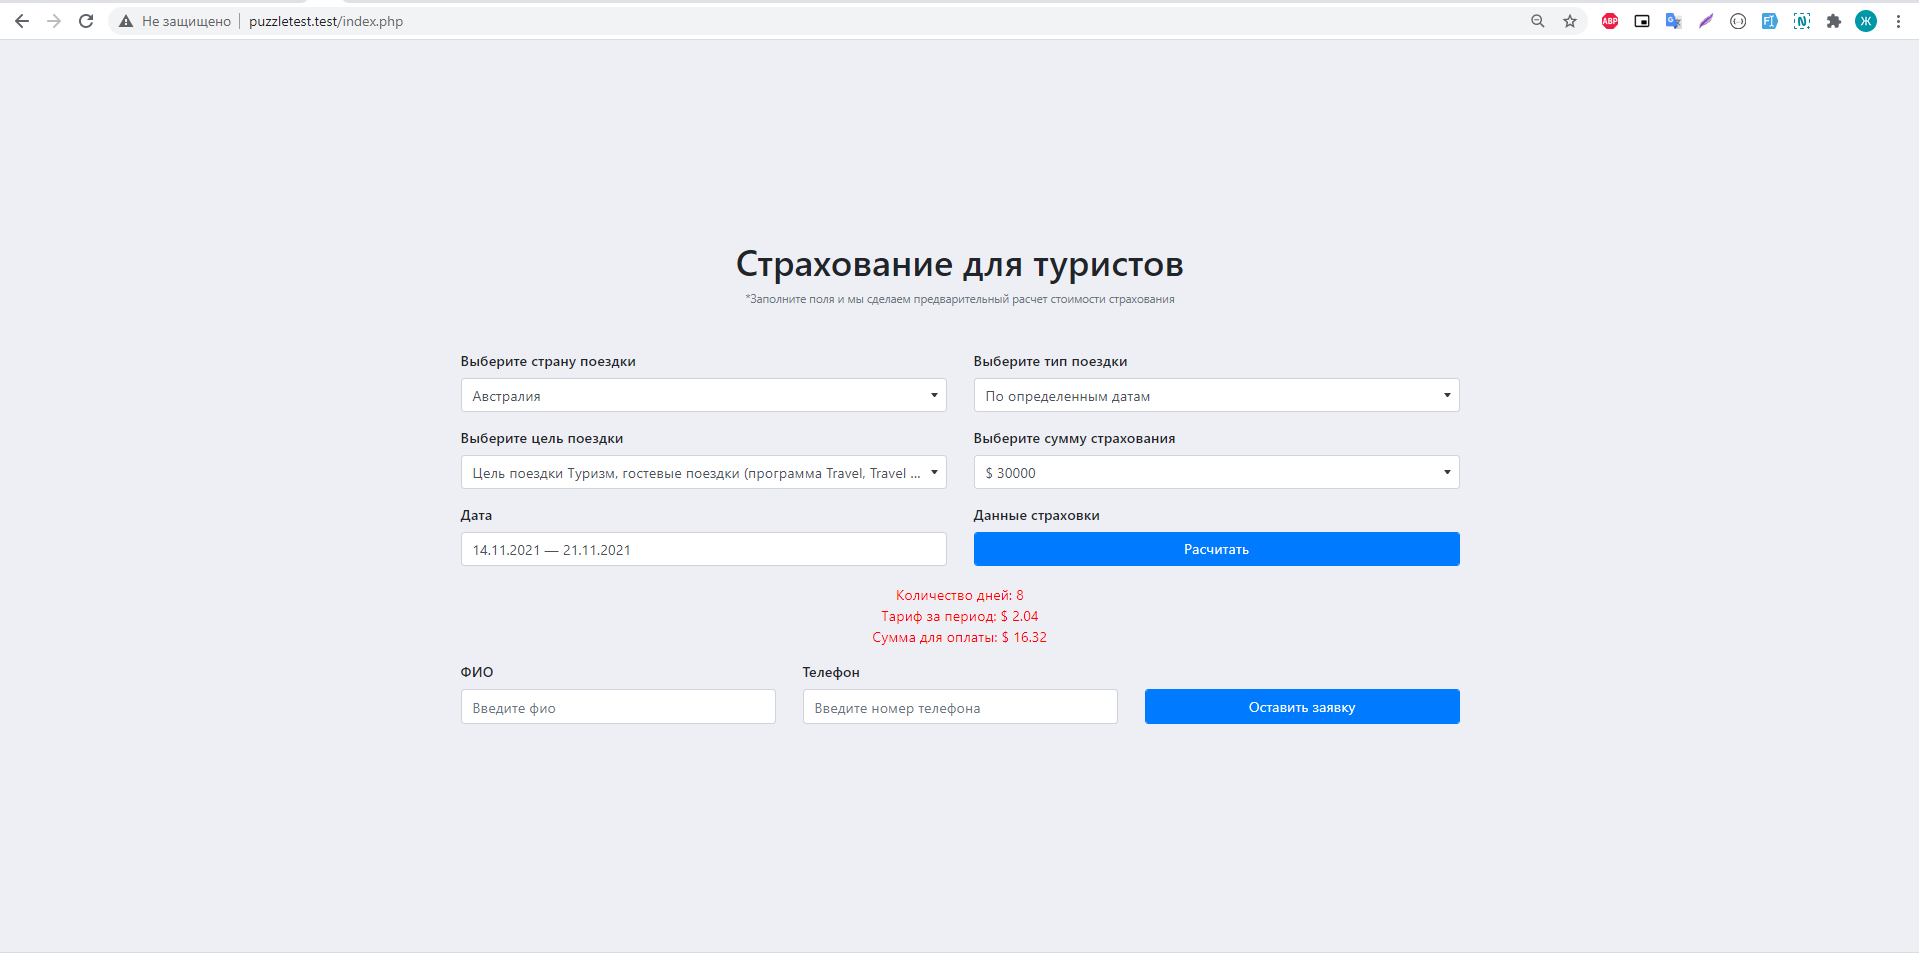 Не защищено | puzzletest.test/index.php
ABP
Ж
Страхование для туристов
*Заполните поля и мы сделаем предварительный расчет стоимости страхования
Выберите страну поездки
Выберите тип поездки
Австралия
По определенным датам
Выберите цель поездки
Выберите сумму страхования
Цель поездки Туризм, гостевые поездки (программа Travel, Travel ...
$ 30000
Дата
Данные страховки
14.11.2021 — 21.11.2021
Расчитать
Количество дней: 8
Тариф за период: $ 2.04
Сумма для оплаты: $ 16.32
ФИО
Телефон
Введите фио
Введите номер телефона
Оставить заявку